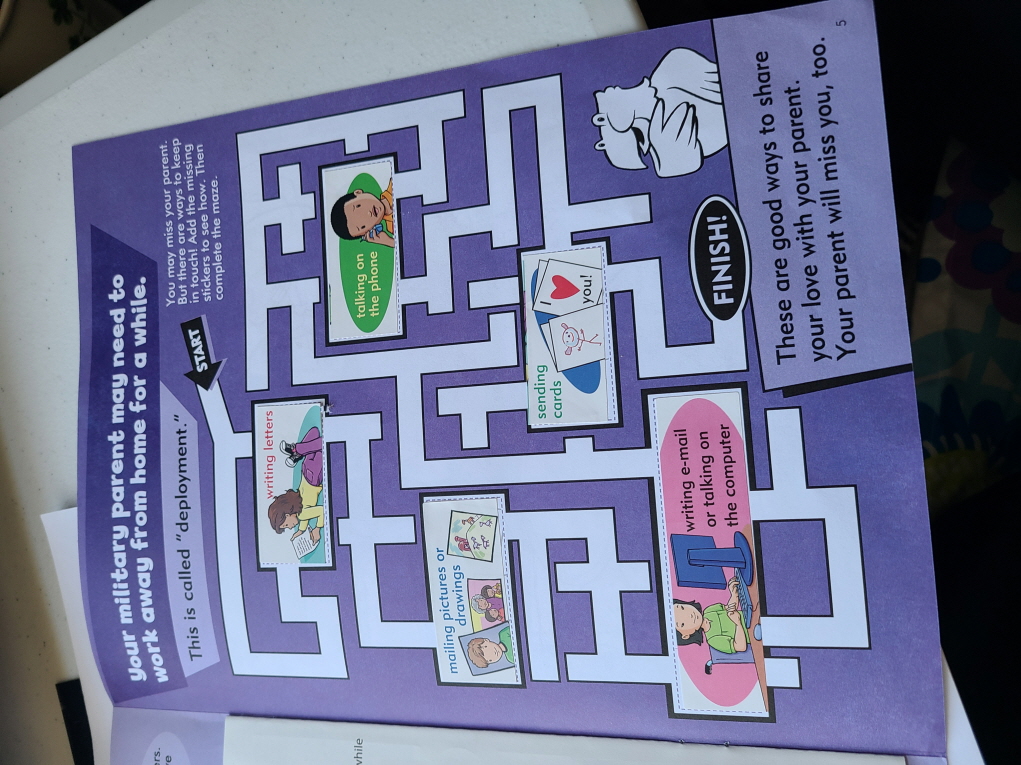 ers.
ve
while
Your military parent may need to
work away from home for a while.
This is called “deployment.”
START
You may miss your parent.
But there are ways to keep
in touch! Add the missing
stickers to see how. Then
complete the maze.
writing letters
talking on
the phone
mailing pictures or
drawings
sending
cards
I
you!
writing e-mail
or talking on
the computer
FINISH!
These are good ways to share
your love with your parent.
Your parent will miss you, too.
5